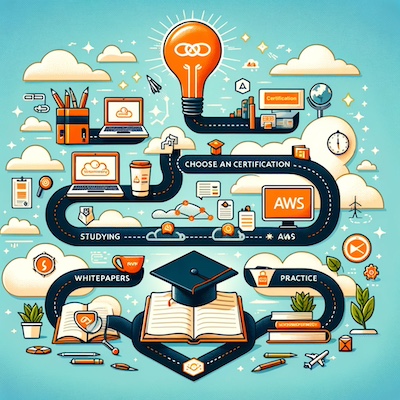 Certification
CHOOSE AN CERTIFICATION
AWS
STUDYING
AWS
WHITEPAPERS
PRACTICE